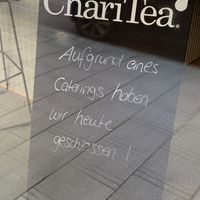 ChariTea
Aufgrund eines
Caterings haben
wir heute
geschlossen!